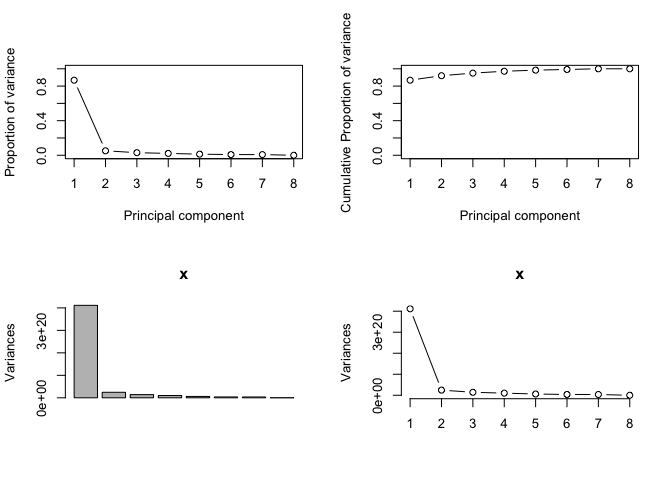 Proportion of variance
0.0 0.4 0.8
1 2 3 4 5 6 7 8
Principal component
Cumulative Proportion of variance
0.0 0.4 0.8
1 2 3 4 5 6 7 8
Principal component
x
Variances
0e+00 3e+20
x
Variances
0e+00 3e+20
1 2 3 4 5 6 7 8